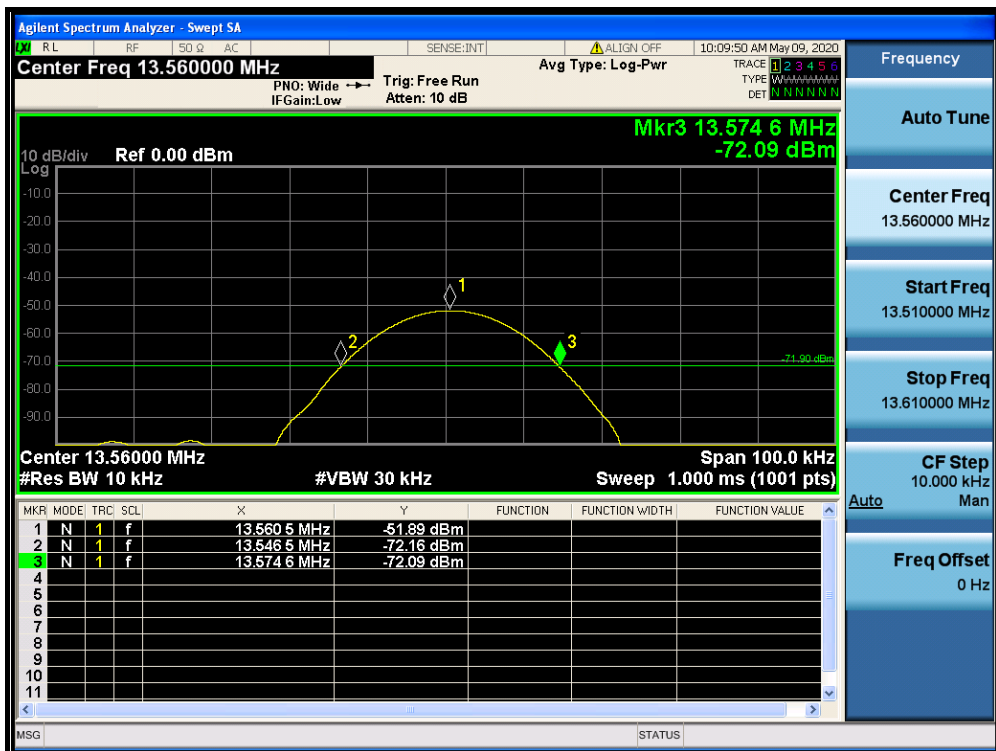 Agilent Spectrum Analyzer - Swept SA
LXI RL RF 50 Ω AC SENSE:INT ALIGN OFF 10:09:50 AM May 09, 2020
Center Freq 13.560000 MHz Avg Type: Log-Pwr TRACE 1 2 3 4 5 6
PNO: Wide Trig: Free Run TYPE WWWWWW
IFGain:Low Atten: 10 dB DET N N N N N N
Mkr3 13.574 6 MHz
10 dB/div Ref 0.00 dBm -72.09 dBm
Log
-10.0
-20.0
-30.0
-40.0
1
-50.0
-60.0
2 3
-70.0 -71.90 dBm
-80.0
-90.0
Center 13.56000 MHz Span 100.0 kHz
#Res BW 10 kHz #VBW 30 kHz Sweep 1.000 ms (1001 pts)
MKR MODE TRC SCL X Y FUNCTION FUNCTION WIDTH FUNCTION VALUE
1 N 1 f 13.560 5 MHz -51.89 dBm
2 N 1 f 13.546 5 MHz -72.16 dBm
3 N 1 f 13.574 6 MHz -72.09 dBm
4
5
6
7
8
9
10
11
MSG STATUS
Frequency
Auto Tune
Center Freq
13.560000 MHz
Start Freq
13.510000 MHz
Stop Freq
13.610000 MHz
CF Step
10.000 kHz
Auto Man
Freq Offset
0 Hz